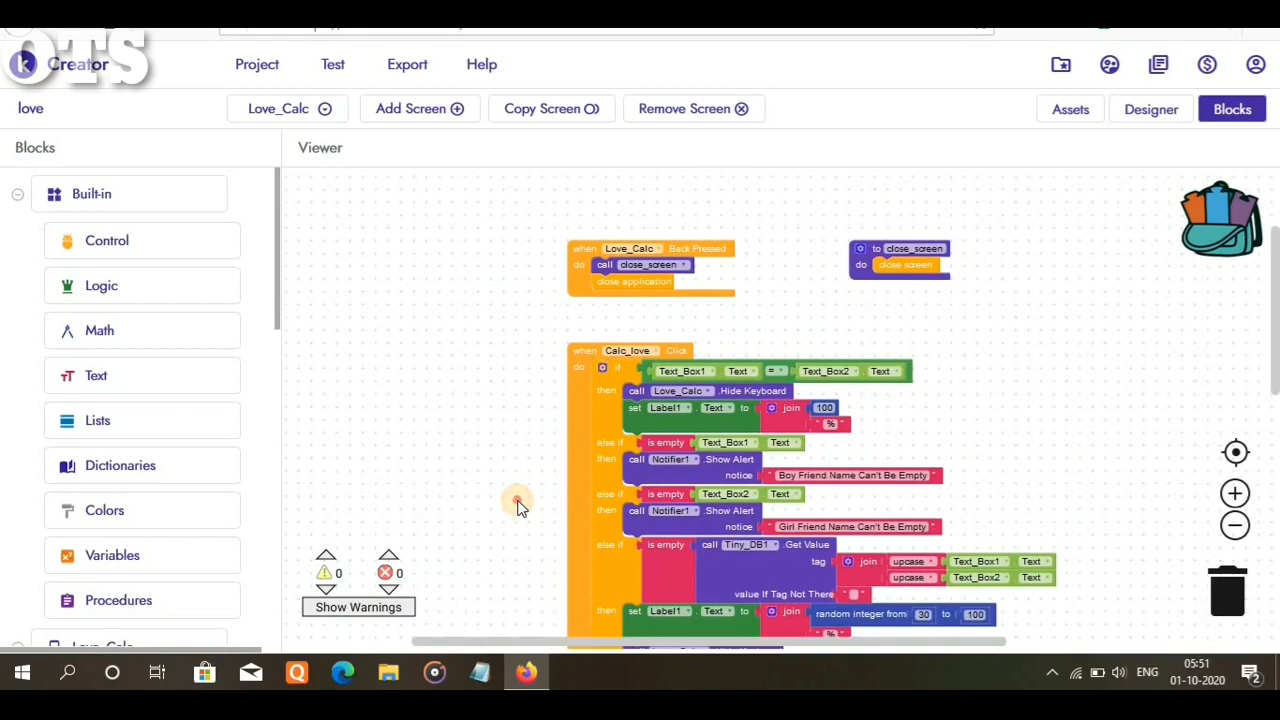 OTS
Creator
Project
Test
Export
Help
love
Love_Calc
Add Screen
Copy Screen
Remove Screen
Assets
Designer
Blocks
Blocks
Viewer
Built-in
Control
Logic
Math
Text
Lists
Dictionaries
Colors
Variables
Procedures
when Love_Calc .Back Pressed
do call close_screen
close application
to close_screen
do close screen
when Calc_love .Click
do if Text_Box1 . Text = Text_Box2 . Text
then call Love_Calc .Hide Keyboard
set Label1 . Text to join 100
" % "
else if is empty Text_Box1 . Text
then call Notifier1 .Show Alert
notice " Boy Friend Name Can't Be Empty "
else if is empty Text_Box2 . Text
then call Notifier1 .Show Alert
notice " Girl Friend Name Can't Be Empty "
else if is empty call Tiny_DB1 .Get Value
tag join upcase Text_Box1 . Text
upcase Text_Box2 . Text
value If Tag Not There " "
then set Label1 . Text to join random integer from 30 to 100
" % "
0
0
Show Warnings
ENG
05:51
01-10-2020
2